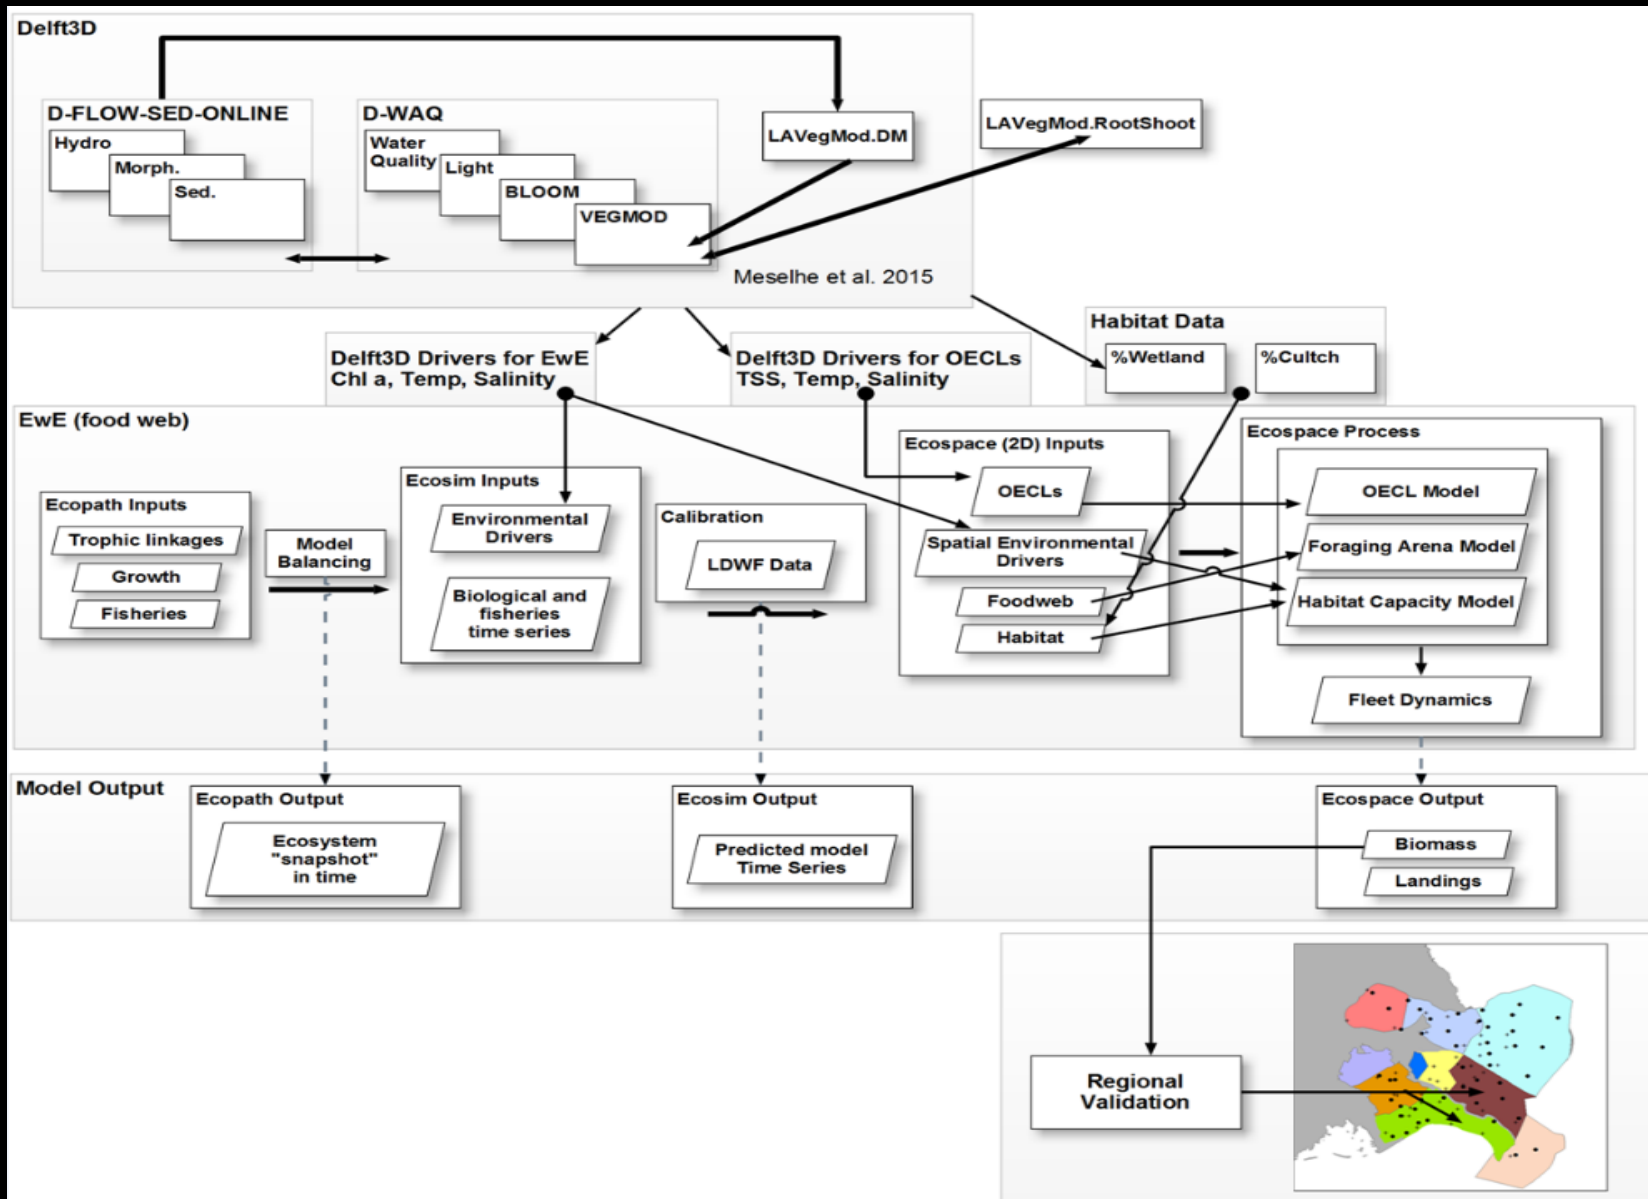 Delft3D
D-FLOW-SED-ONLINE
Hydro
Morph.
Sed.
D-WAQ
Water
Quality
Light
BLOOM
VEGMOD
LAVegMod.DM
LAVegMod.RootShoot
Meselhe et al. 2015
Delft3D Drivers for EwE
Chl a, Temp, Salinity
Delft3D Drivers for OECLs
TSS, Temp, Salinity
Habitat Data
%Wetland
%Cultch
EwE (food web)
Ecopath Inputs
Trophic linkages
Growth
Fisheries
Model
Balancing
Ecosim Inputs
Environmental
Drivers
Biological and
fisheries
time series
Calibration
LDWF Data
Ecospace (2D) Inputs
OECLs
Spatial Environmental
Drivers
Foodweb
Habitat
Ecospace Process
OECL Model
Foraging Arena Model
Habitat Capacity Model
Fleet Dynamics
Model Output
Ecopath Output
Ecosystem
"snapshot"
in time
Ecosim Output
Predicted model
Time Series
Ecospace Output
Biomass
Landings
Regional
Validation